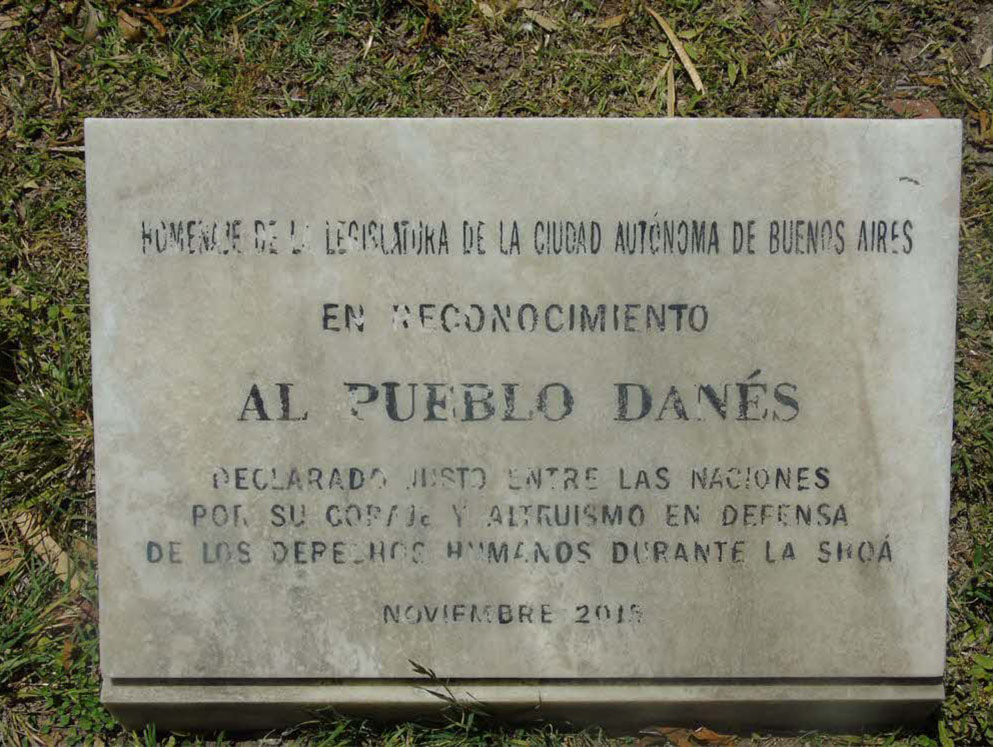 HOMENAJE DE LA LEGISLATURA DE LA CIUDAD AUTÓNOMA DE BUENOS AIRES
EN RECONOCIMIENTO
AL PUEBLO DANÉS
DECLARADO JUSTO ENTRE LAS NACIONES
POR SU CORAJE Y ALTRUISMO EN DEFENSA
DE LOS DERECHOS HUMANOS DURANTE LA SHOÁ
NOVIEMBRE 2015